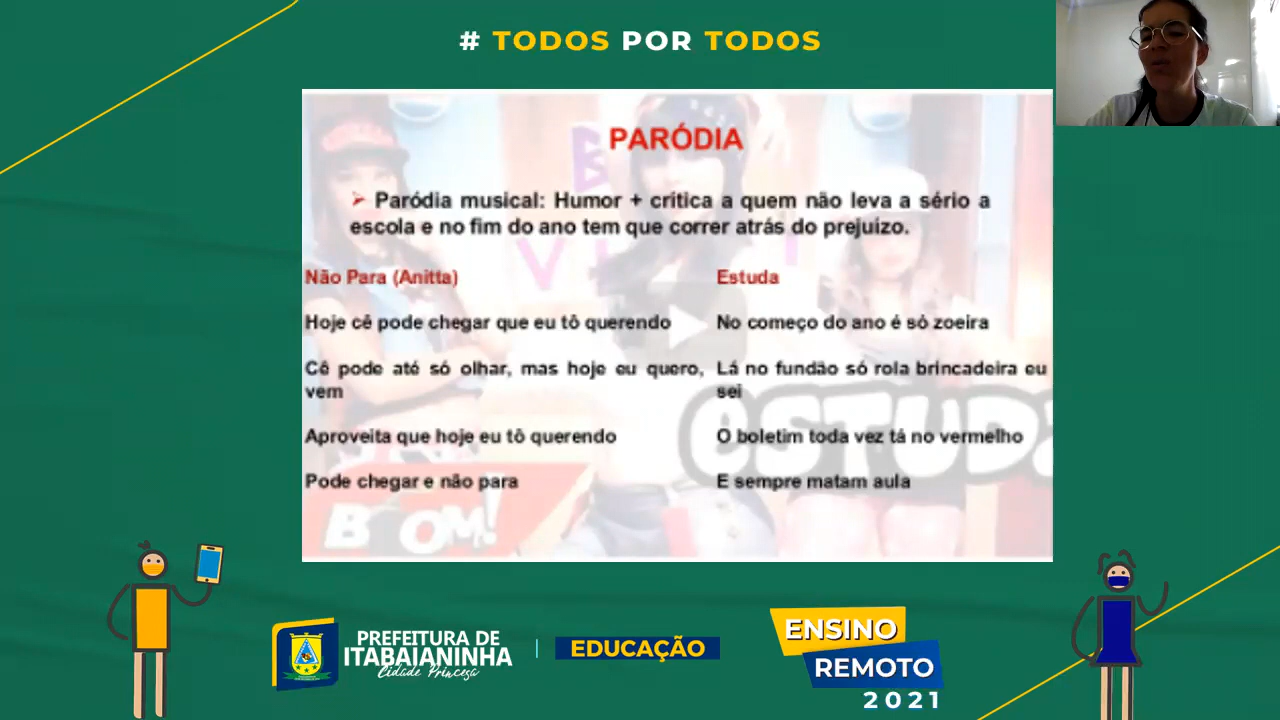 # TODOS POR TODOS
PARÓDIA
➢ Paródia musical: Humor + crítica a quem não leva a sério a
escola e no fim do ano tem que correr atrás do prejuízo.
Não Para (Anitta)
Hoje cê pode chegar que eu tô querendo
Cê pode até só olhar, mas hoje eu quero,
vem
Aproveita que hoje eu tô querendo
Pode chegar e não para
Estuda
No começo do ano é só zoeira
Lá no fundão só rola brincadeira eu
sei
O boletim toda vez tá no vermelho
E sempre matam aula
ESTUD
BOOM!
PREFEITURA DE
ITABAIANINHA
Cidade Princesa
EDUCAÇÃO
ENSINO
REMOTO
2021